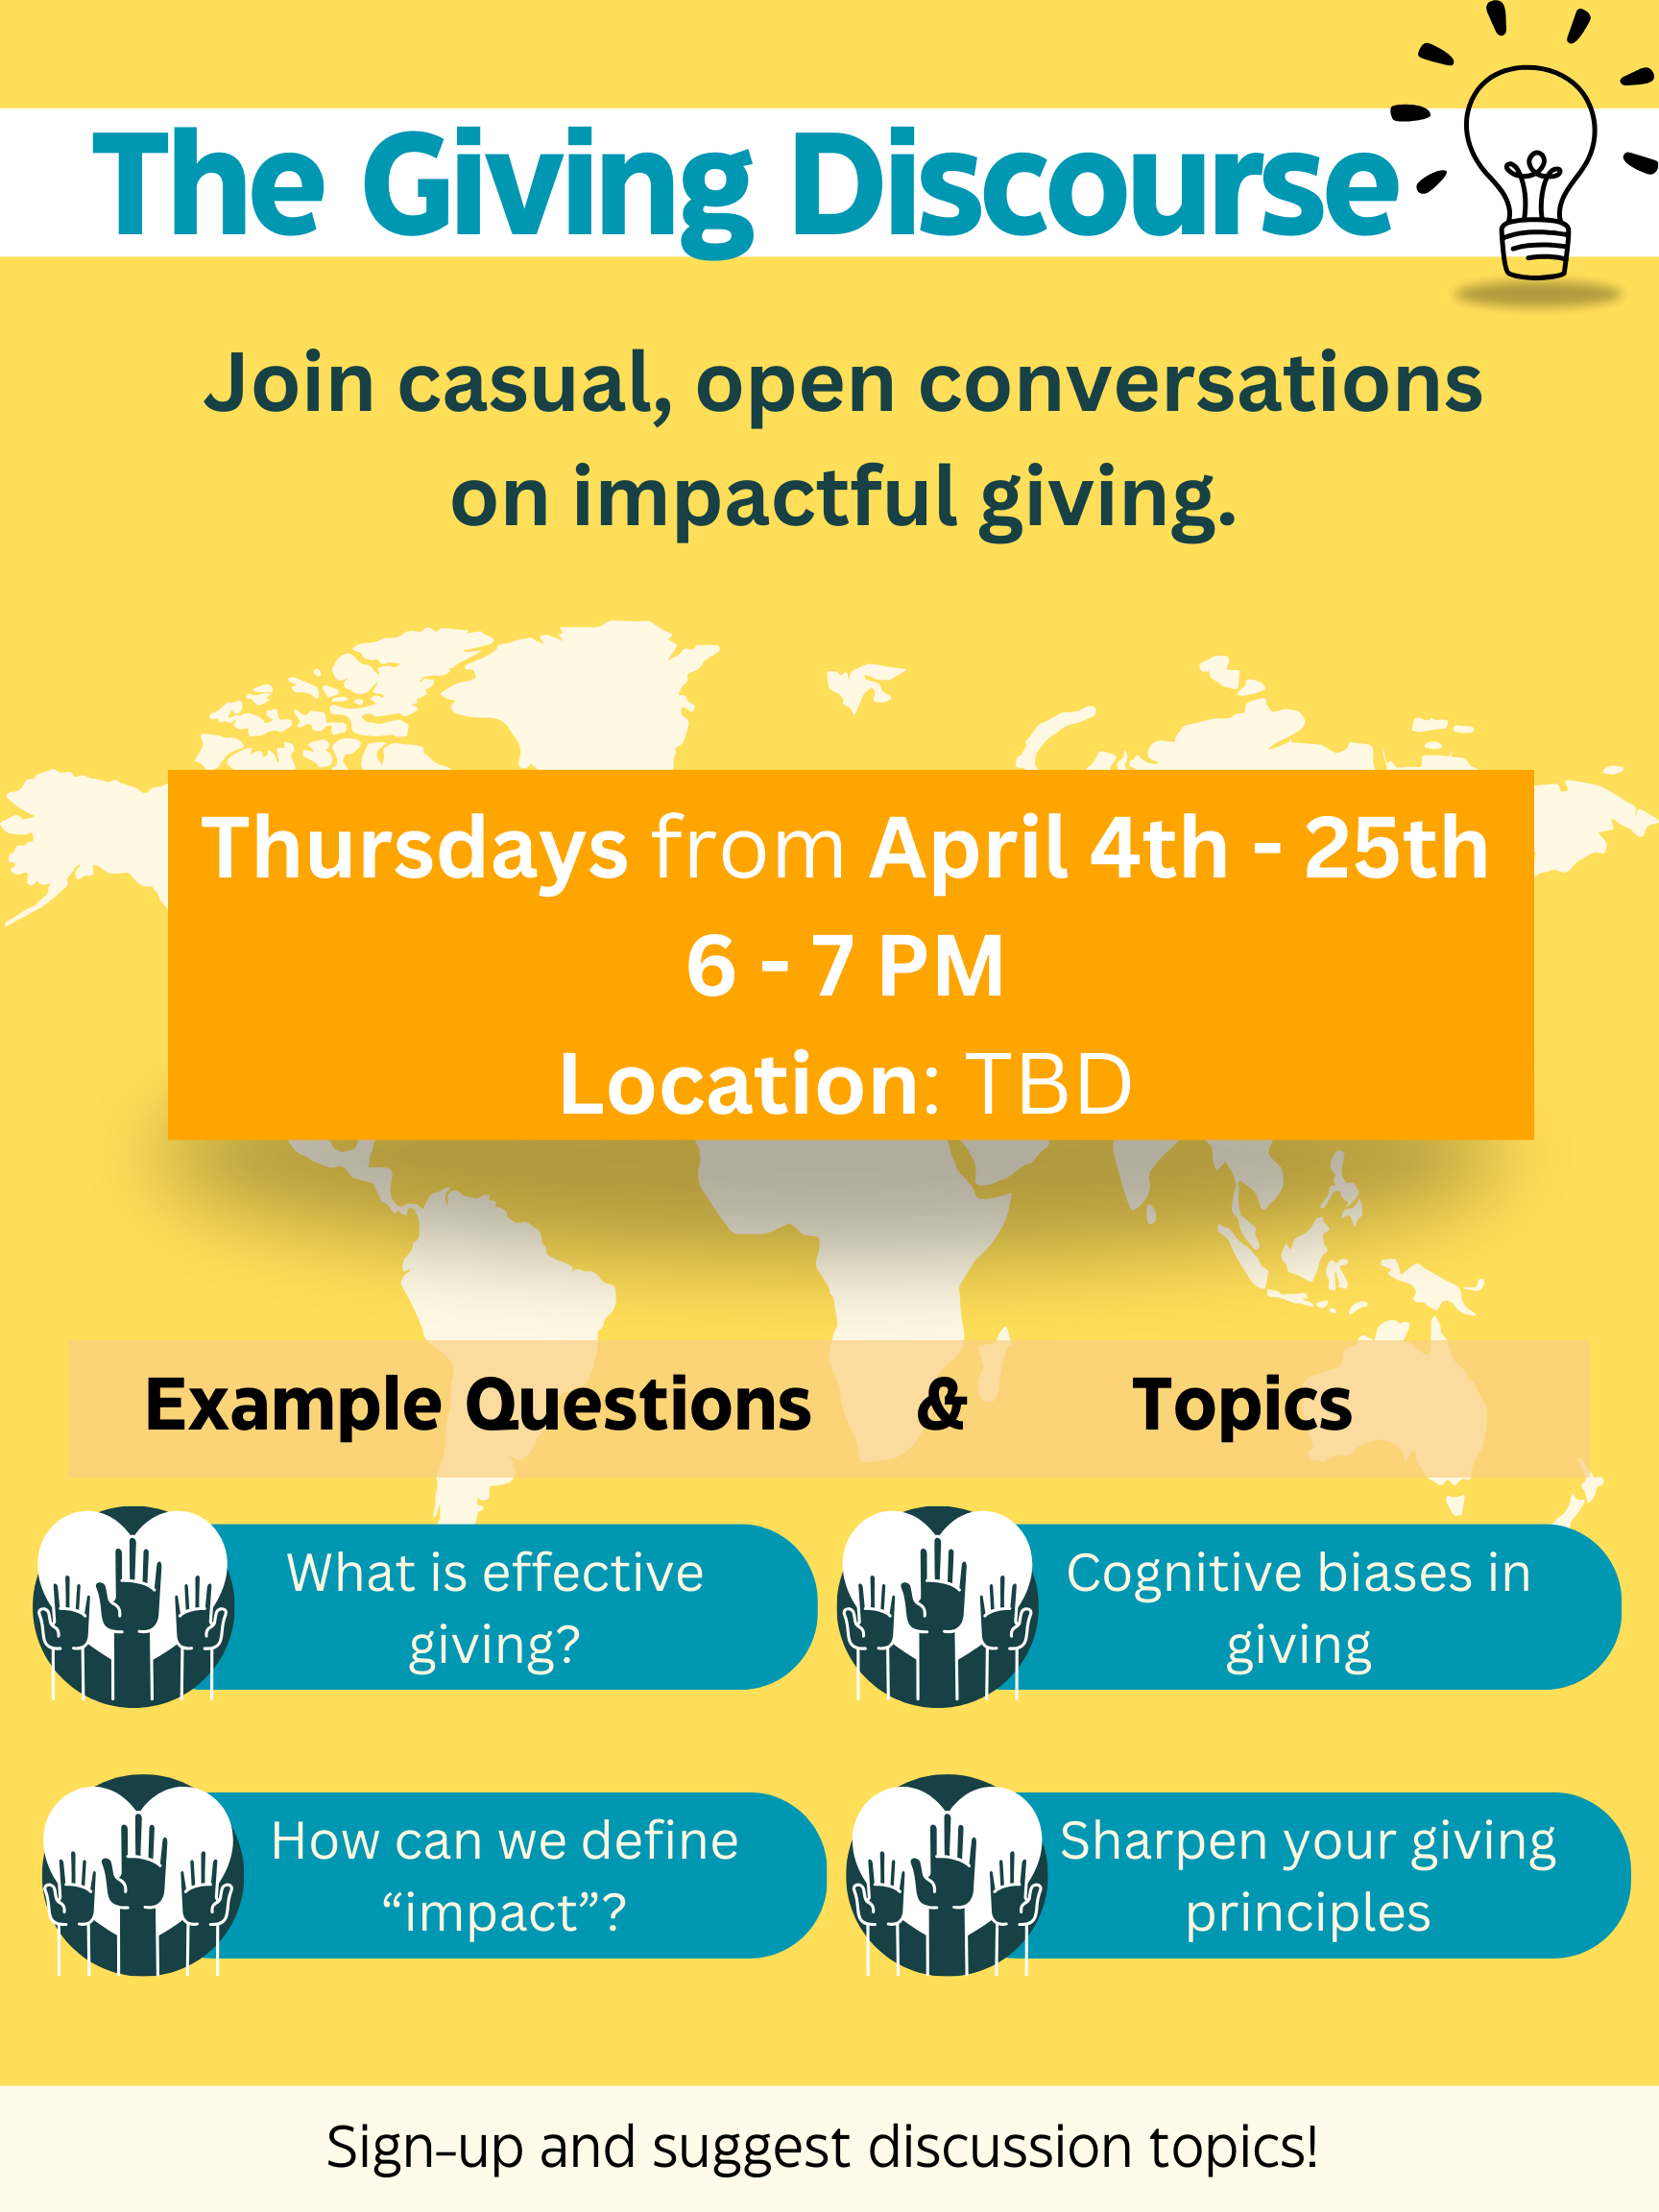 The Giving Discourse
Join casual, open conversations
on impactful giving.
Thursdays from April 4th - 25th
6 - 7 PM
Location: TBD
Example Questions & Topics
What is effective
giving?
Cognitive biases in
giving
How can we define
“impact”?
Sharpen your giving
principles
Sign-up and suggest discussion topics!